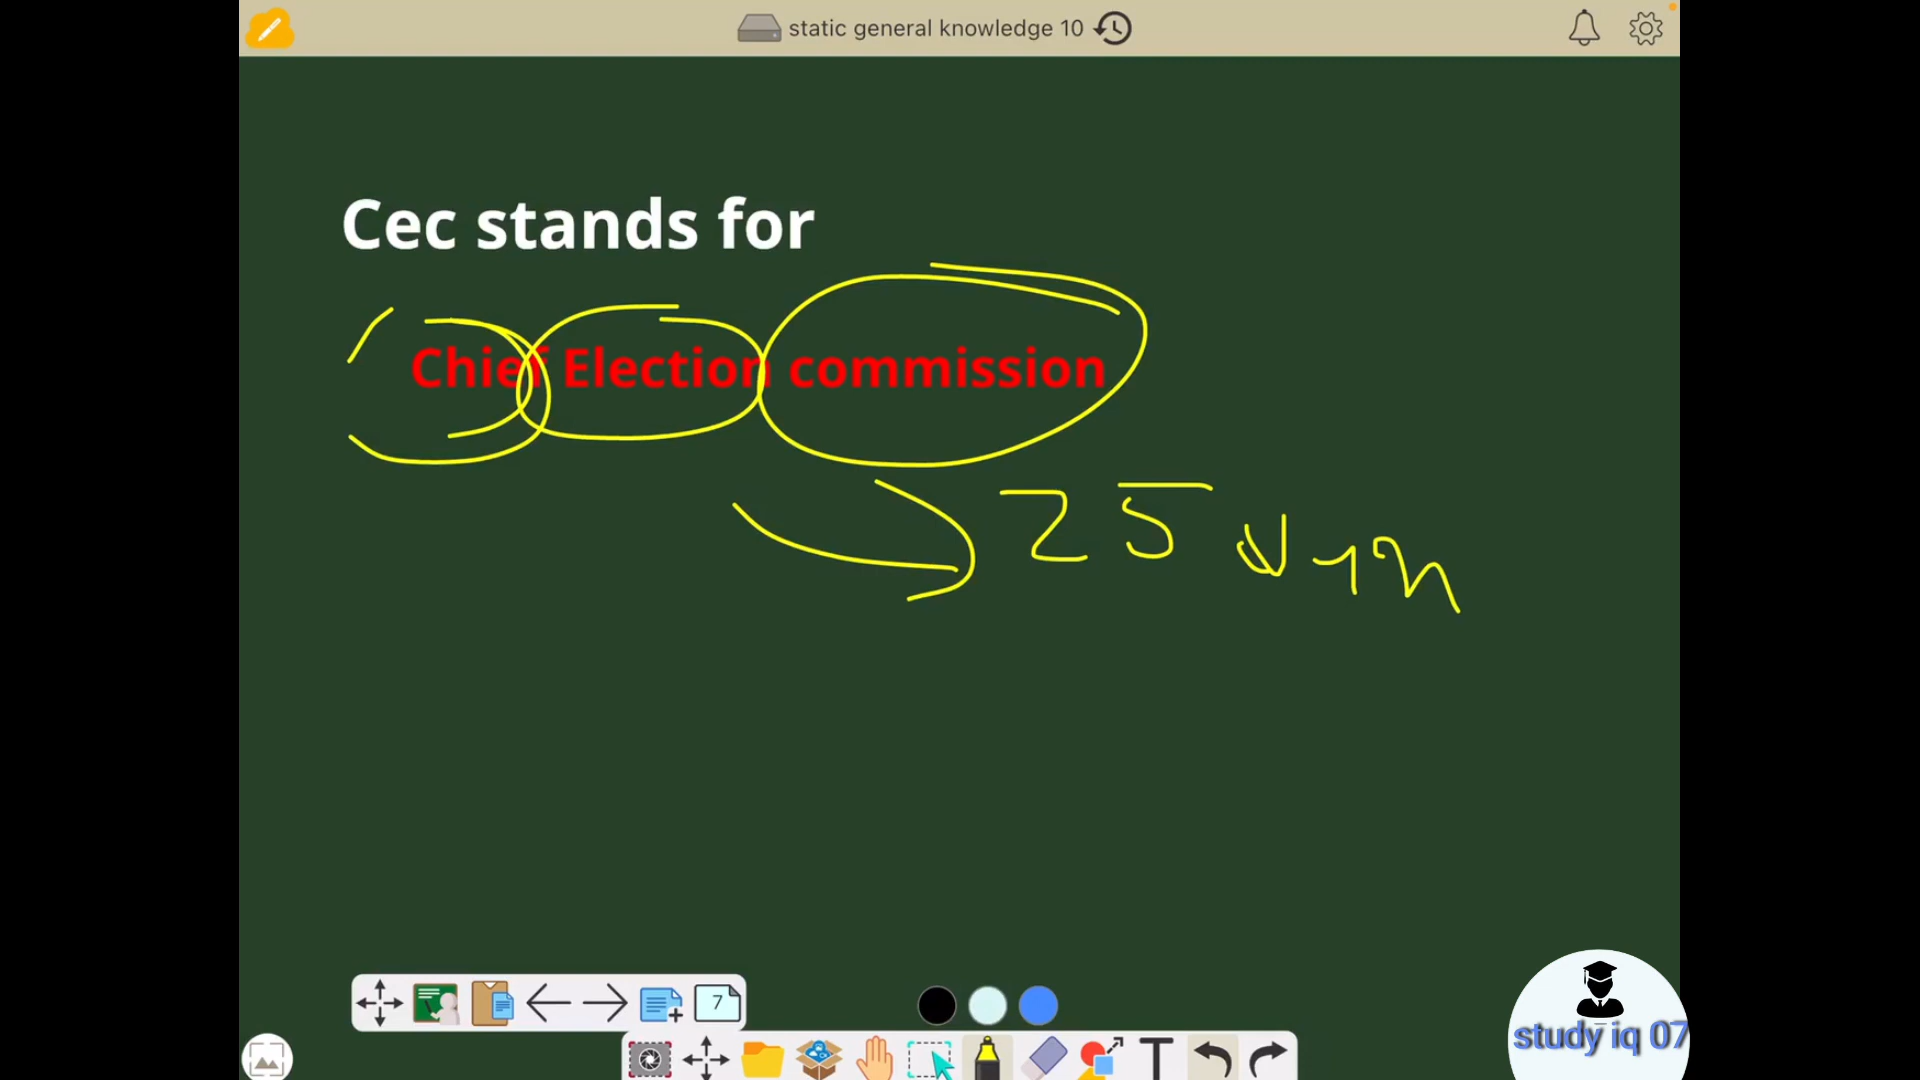 static general knowledge 10
Cec stands for
Chief Election commission
25
7
T
study iq 07